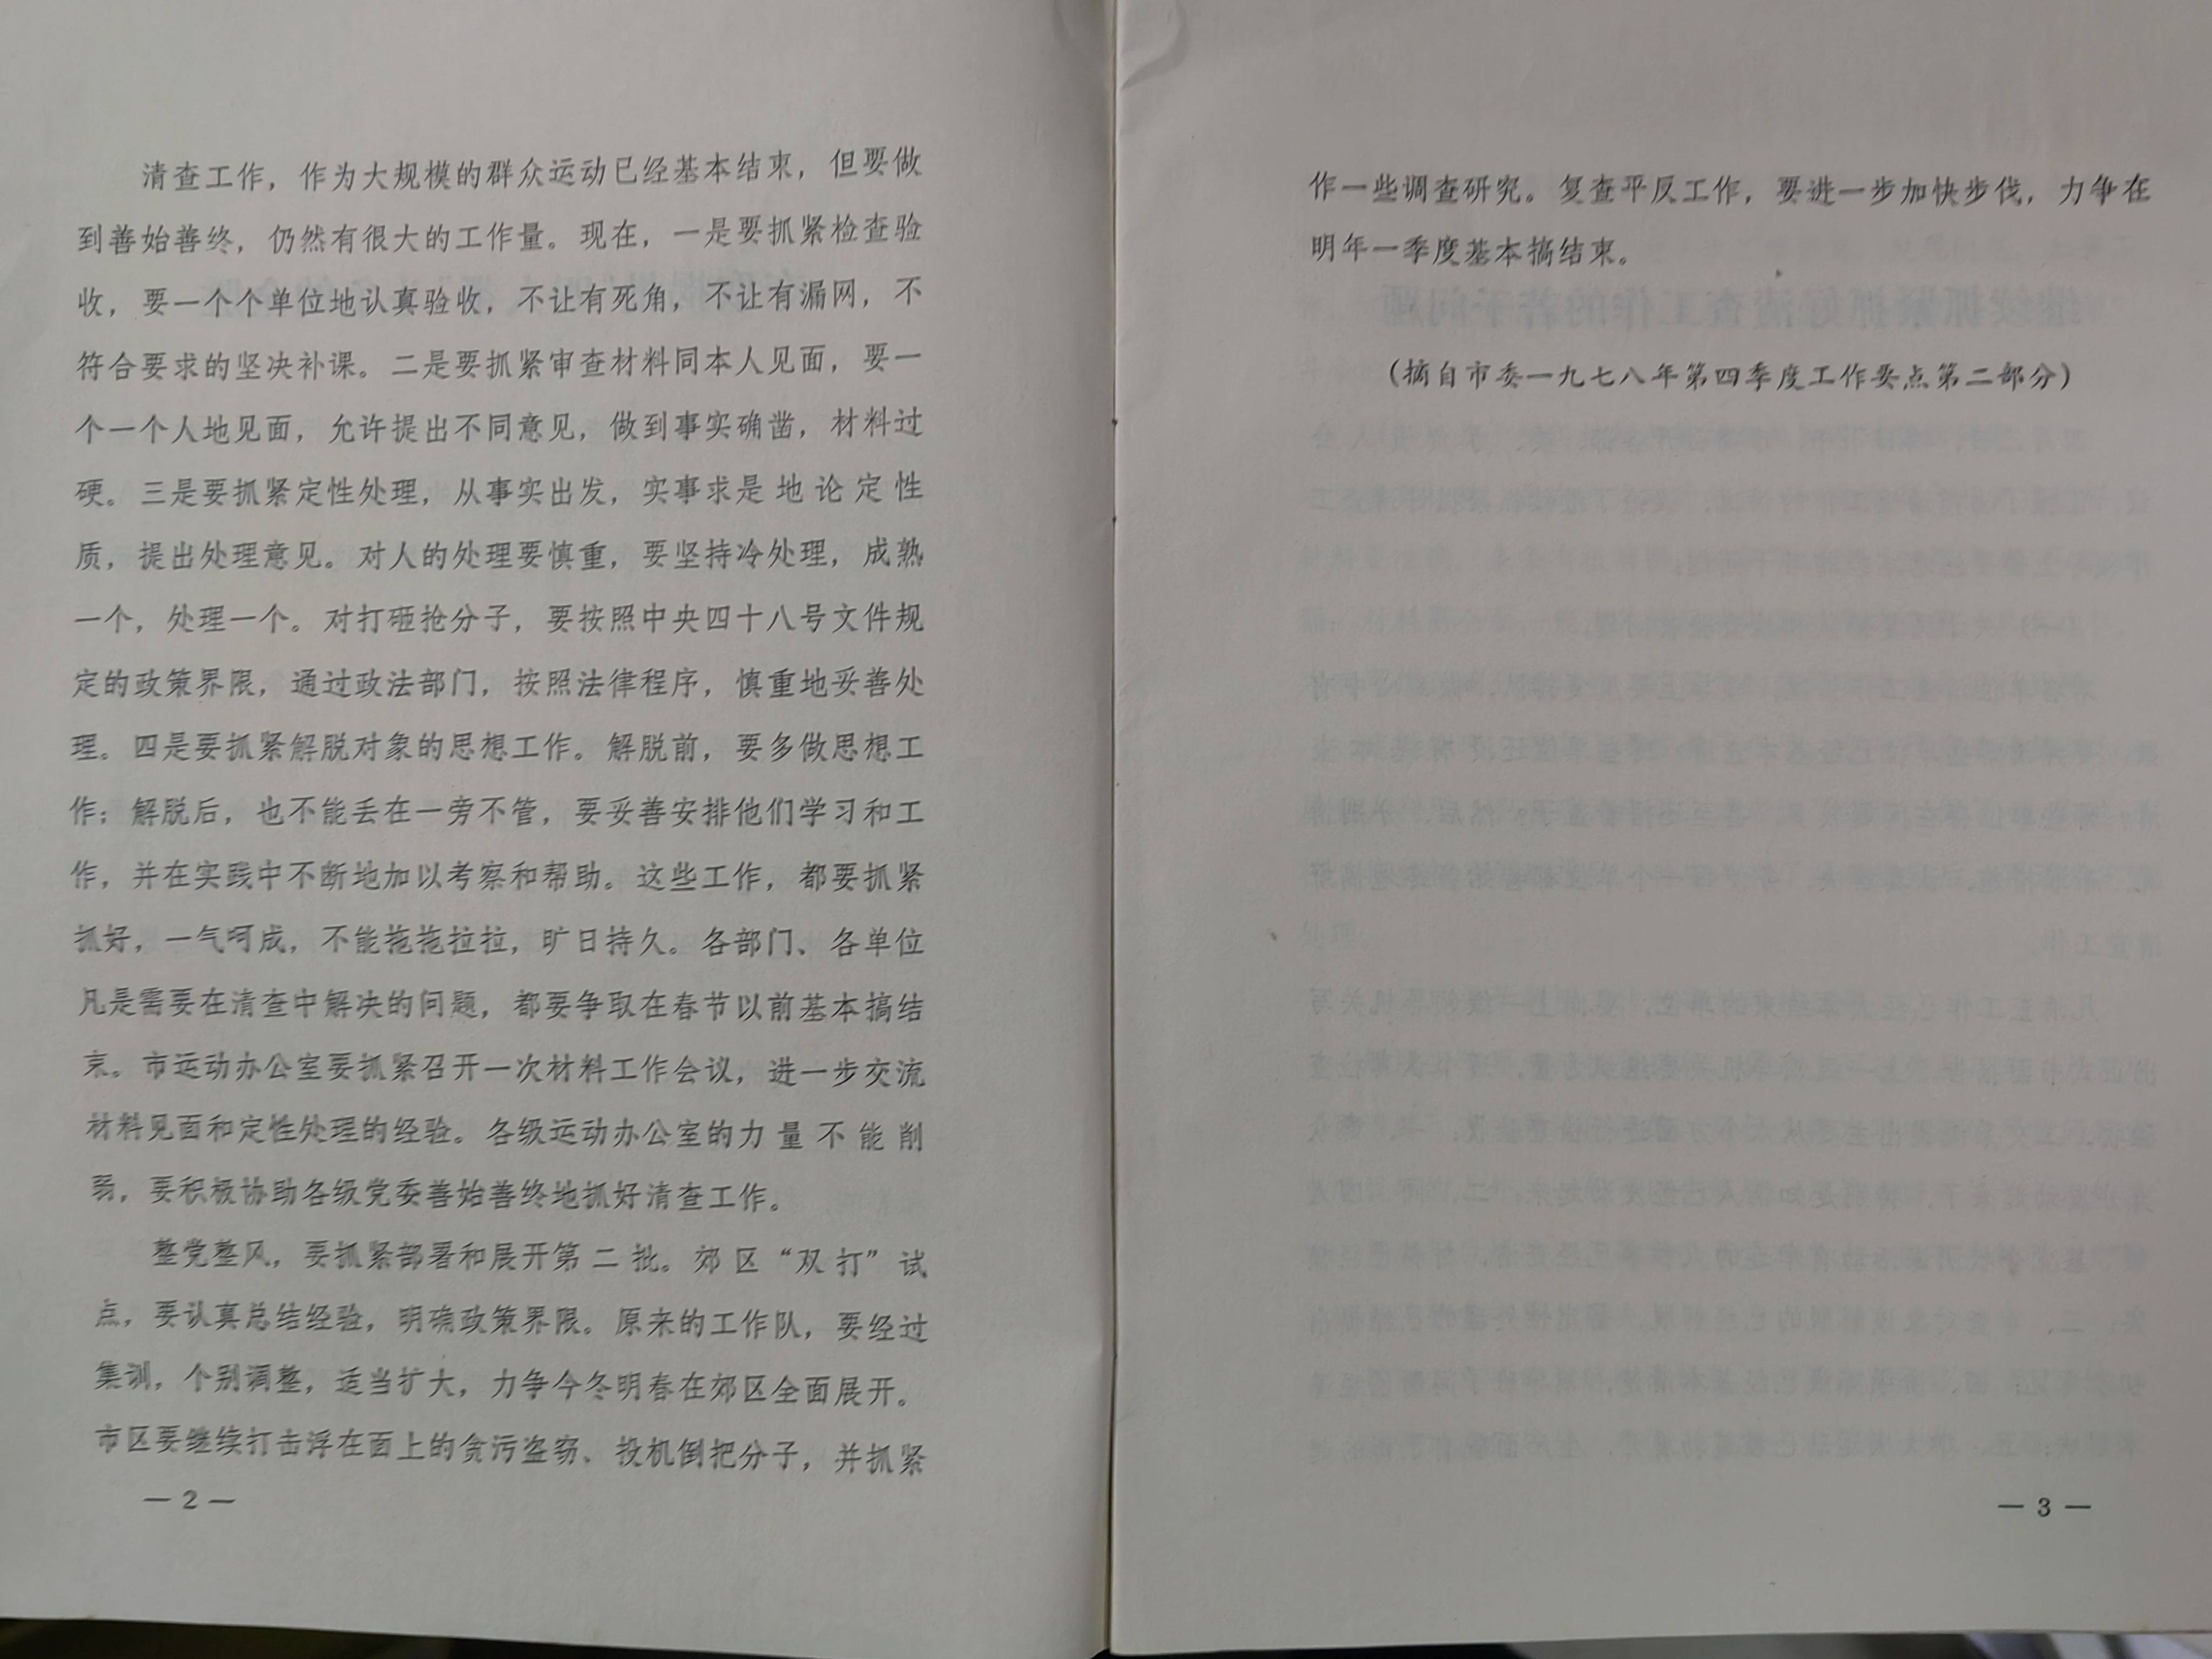 清查工作，作为大规模的群众运动已经基本结束，但要做
到善始善终，仍然有很大的工作量。现在，一是要抓紧检查验
收，要一个个单位地认真验收，不让有死角，不让有漏网，不
符合要求的坚决补课。二是要抓紧审查材料同本人见面，要一
个一个人地见面，允许提出不同意见，做到事实确凿，材料过
硬。三是要抓紧定性处理，从事实出发，实事求是地论定性
质，提出处理意见。对人的处理要慎重，要坚持冷处理，成熟
一个，处理一个。对打砸抢分子，要按照中央四十八号文件规
定的政策界限，通过政法部门，按照法律程序，慎重地妥善处
理。四是要抓紧解脱对象的思想工作。解脱前，要多做思想工
作；解脱后，也不能丢在一旁不管，要妥善安排他们学习和工
作，并在实践中不断地加以考察和帮助。这些工作，都要抓紧
抓好，一气呵成，不能拖拖拉拉，旷日持久。各部门、各单位
凡是需要在清查中解决的问题，都要争取在春节以前基本搞结
束。市运动办公室要抓紧召开一次材料工作会议，进一步交流
材料见面和定性处理的经验。各级运动办公室的力量不能削
弱，要积极协助各级党委善始善终地抓好清查工作。
整党整风，要抓紧部署和展开第二批。郊区“双打”试
点，要认真总结经验，明确政策界限。原来的工作队，要经过
集训，个别调整，适当扩大，力争今冬明春在郊区全面展开。
市区要继续打击浮在面上的贪污盗窃、投机倒把分子，并抓紧
— 2 —
作一些调查研究。复查平反工作，要进一步加快步伐，力争在
明年一季度基本搞结束。
（摘自市委一九七八年第四季度工作要点第二部分）
— 3 —